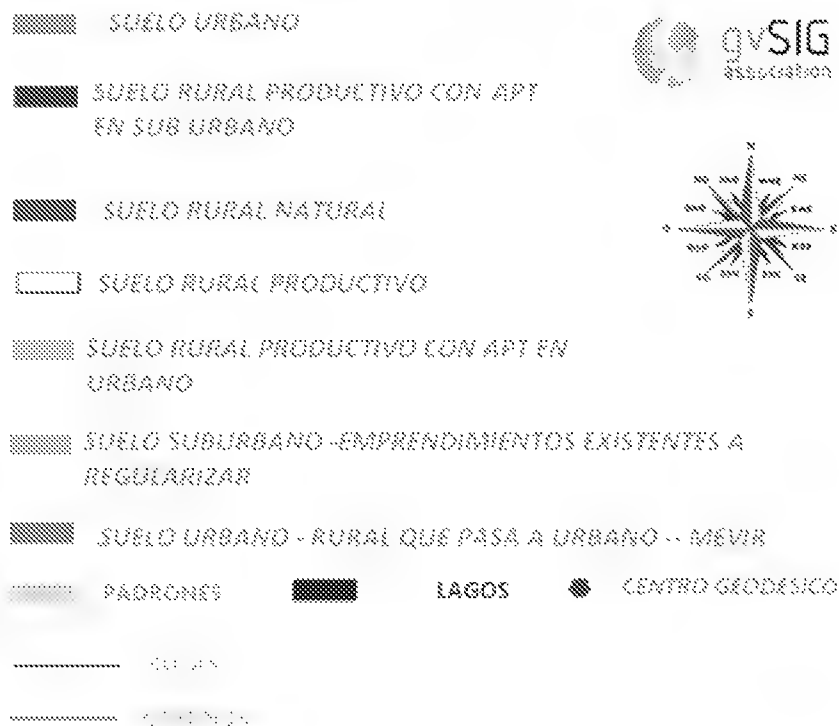 SUELO URBANO
gvSIG
association
SUELO RURAL PRODUCTIVO CON APT
EN SUB URBANO
N
SUELO RURAL NATURAL
SUELO RURAL PRODUCTIVO
S
SUELO RURAL PRODUCTIVO CON APT EN
URBANO
SUELO SUBURBANO -EMPRENDIMIENTOS EXISTENTES A
REGULARIZAR
SUELO URBANO - RURAL QUE PASA A URBANO -- MEVIR
PADRONES
LAGOS
CENTRO GEODESICO